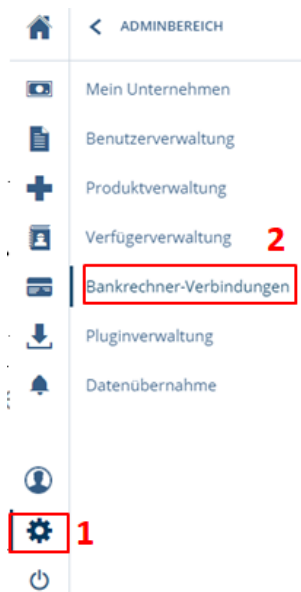 ADMINBEREICH
Mein Unternehmen
Benutzerverwaltung
Produktverwaltung
Verfügerverwaltung
2
Bankrechner-Verbindungen
Pluginverwaltung
Datenübernahme
1